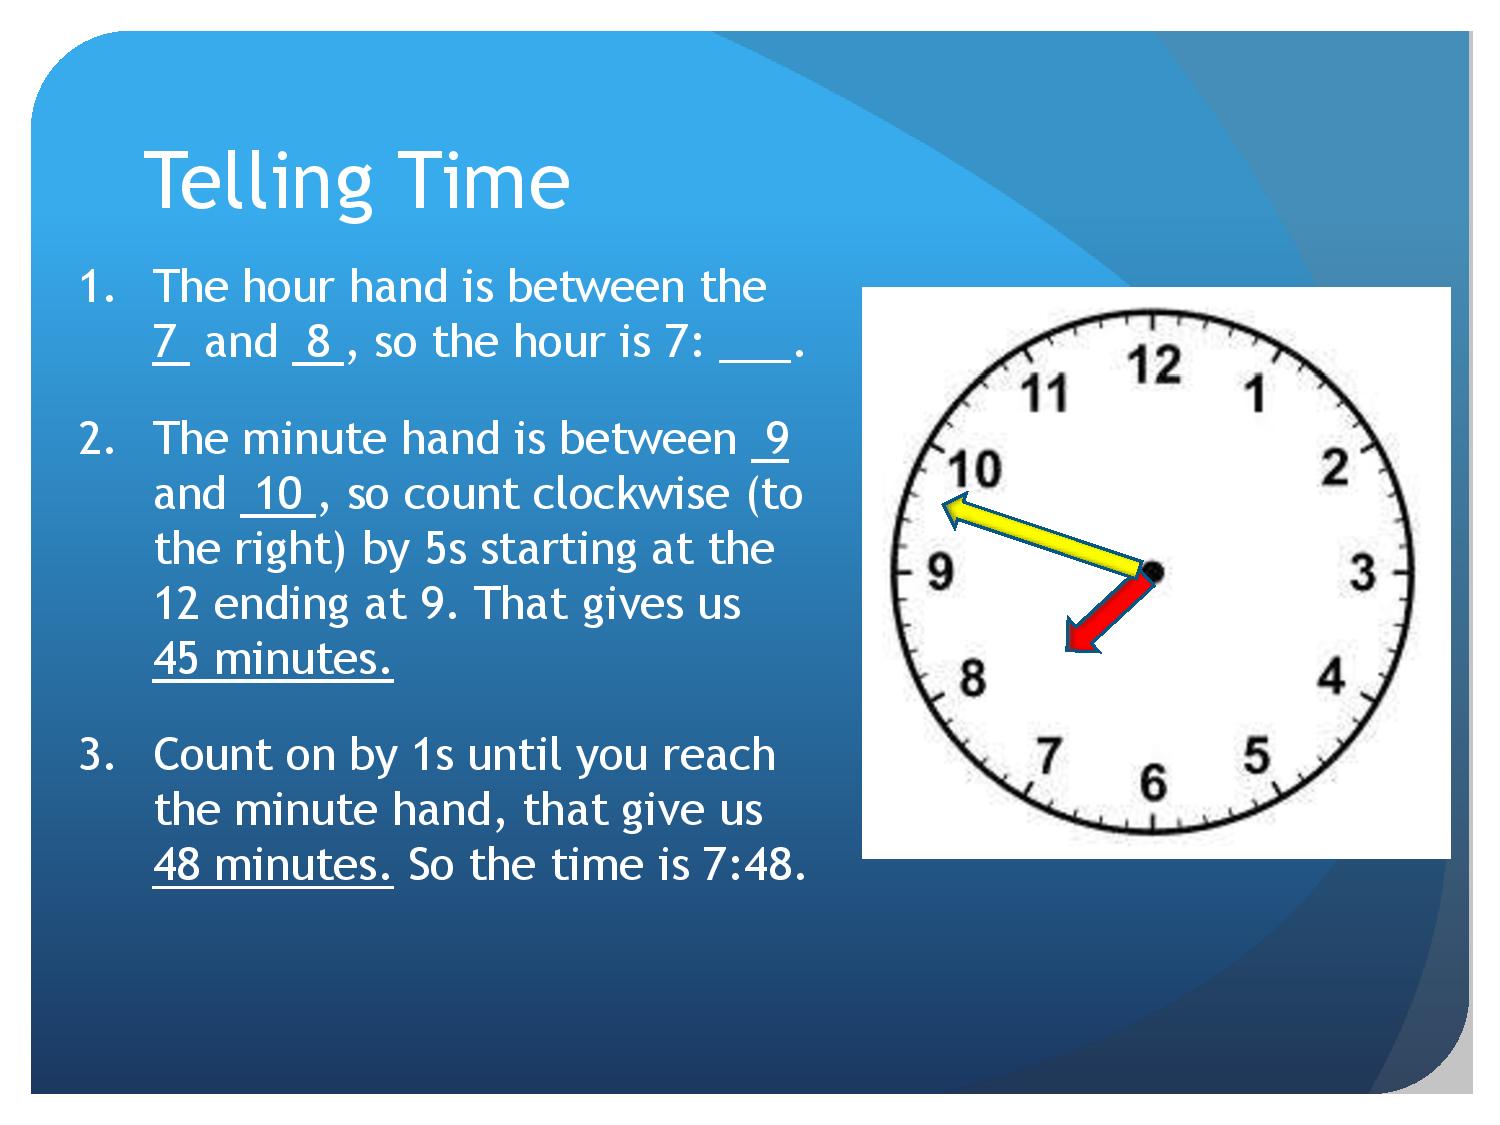 Telling Time
1. The hour hand is between the
7 and 8, so the hour is 7: ___.
2. The minute hand is between 9
and 10, so count clockwise (to
the right) by 5s starting at the
12 ending at 9. That gives us
45 minutes.
3. Count on by 1s until you reach
the minute hand, that give us
48 minutes. So the time is 7:48.
12
11 1
10 2
9 3
8 4
7 5
6